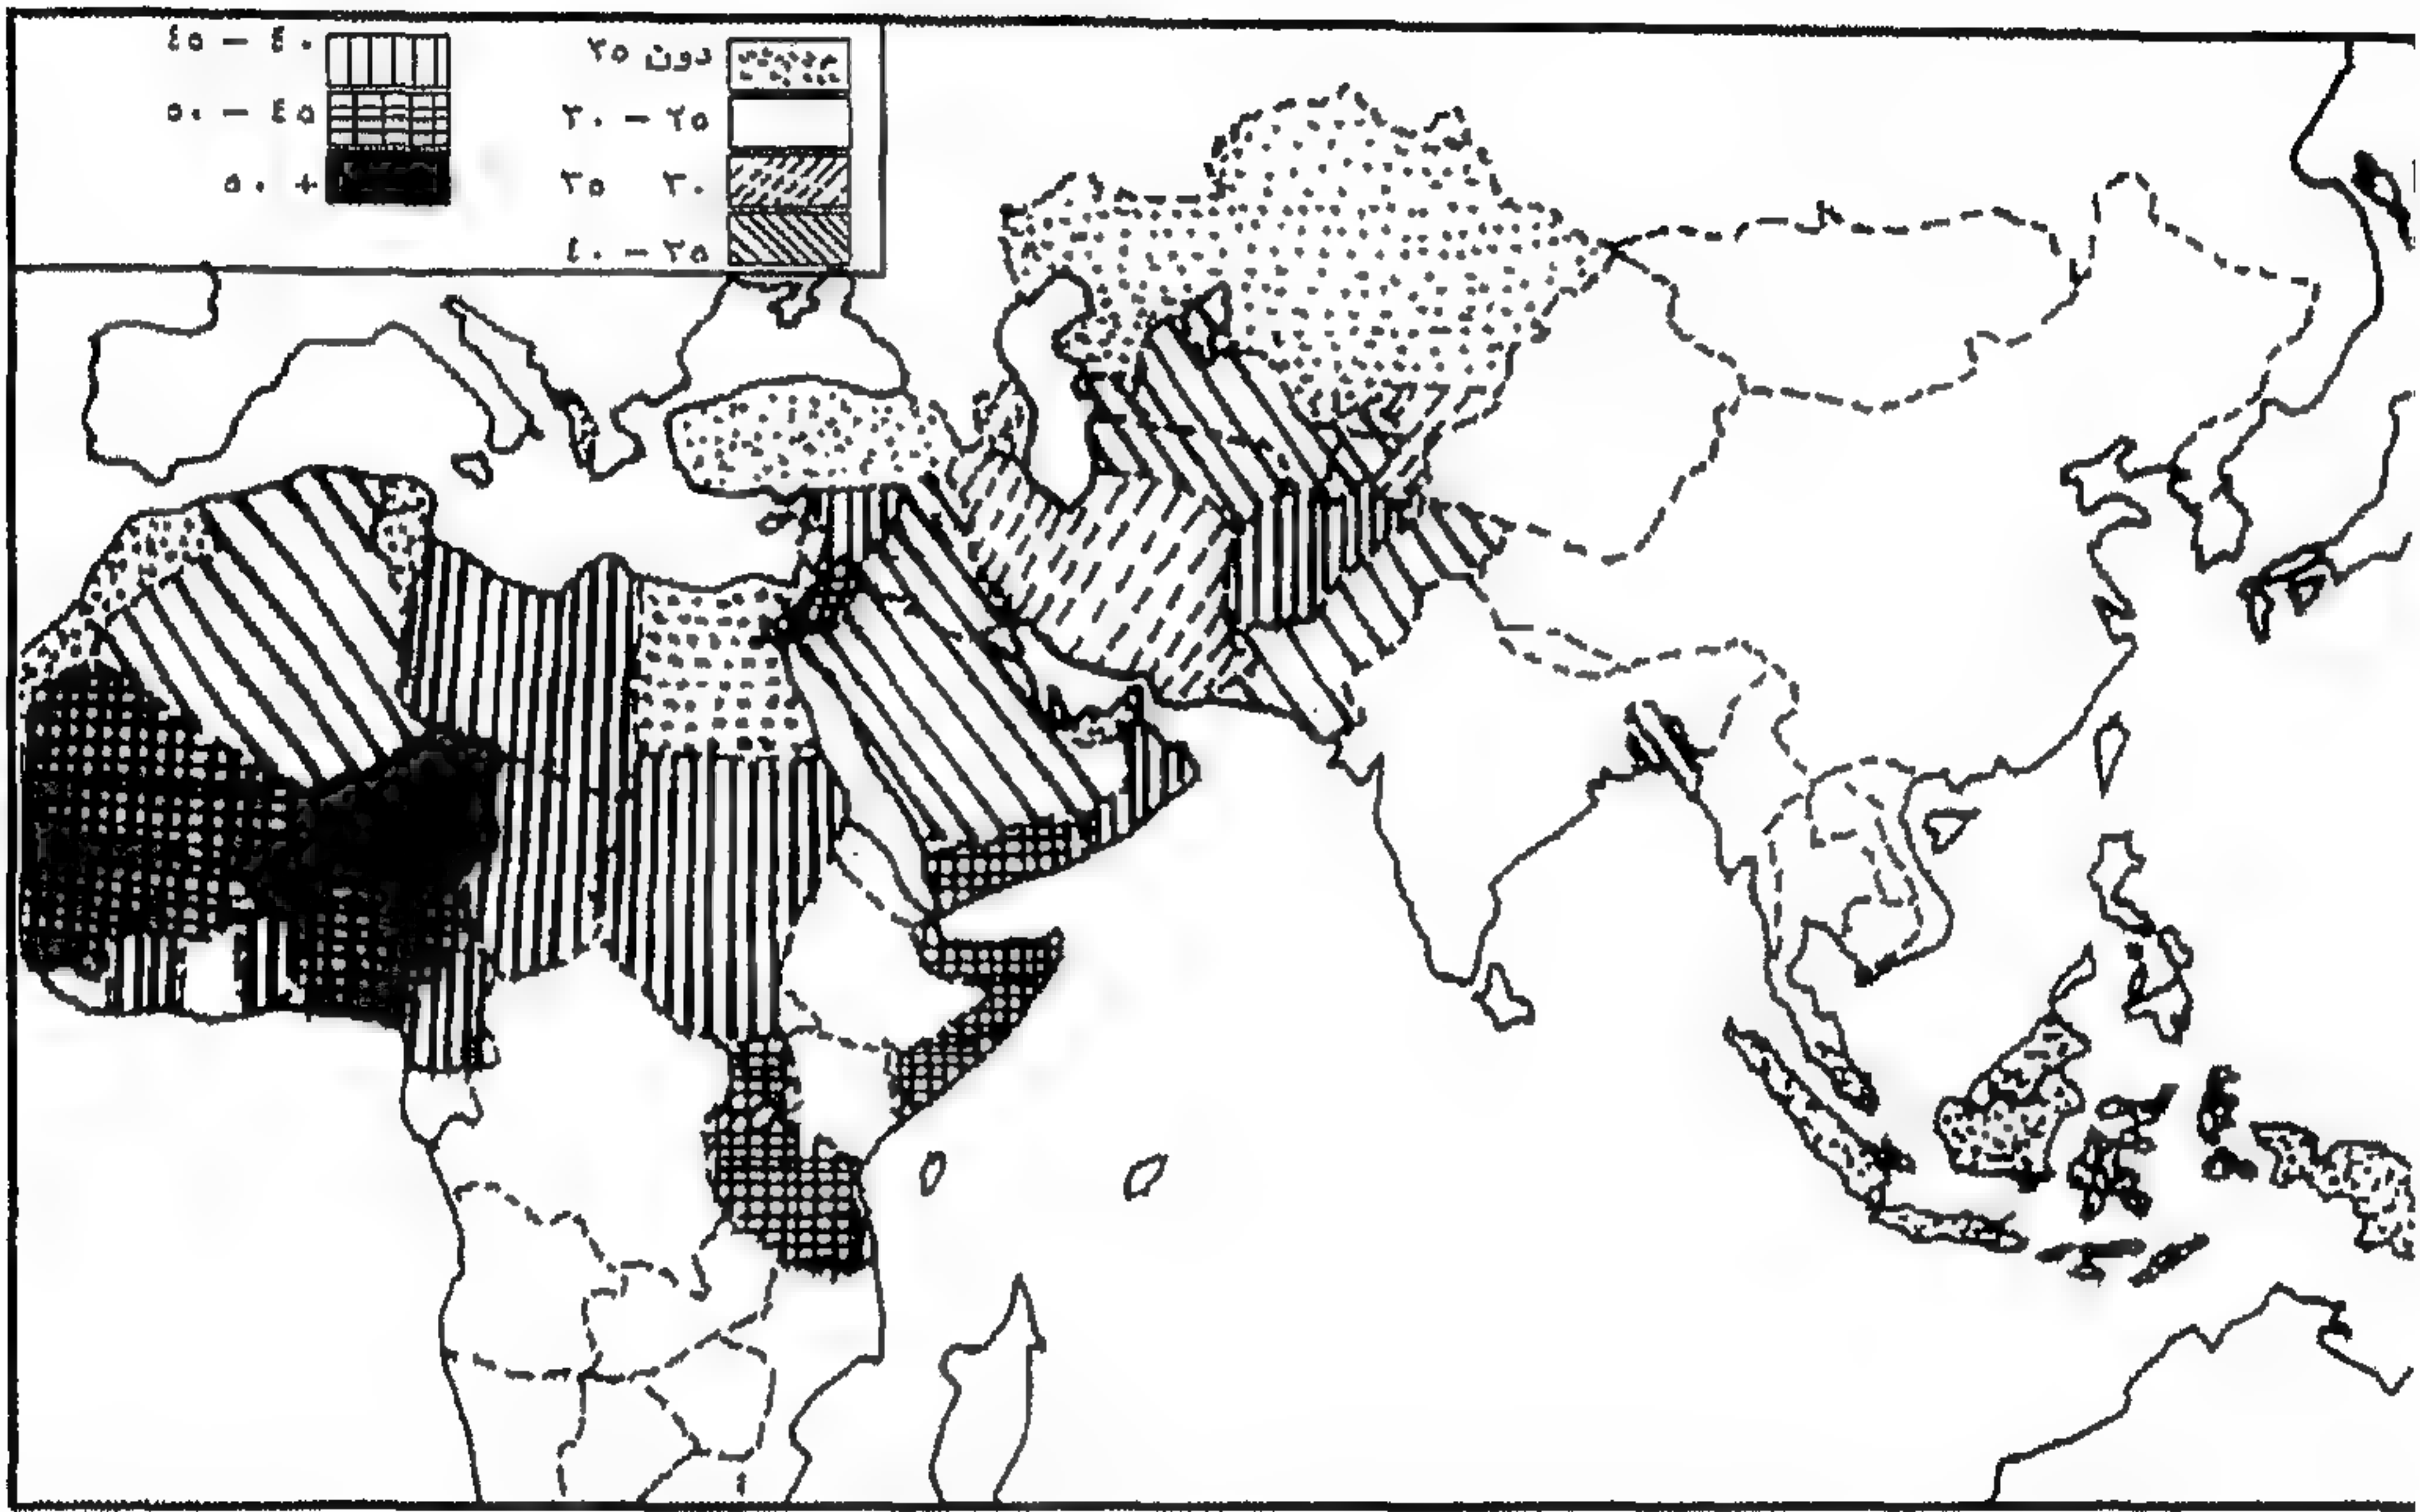 دون ٢٥
٢٥ – ٣٠
٣٠ ٣٥
٣٥ – ٤٠
٤٠ – ٤٥
٤٥ – ٥٠
+ ٥٠